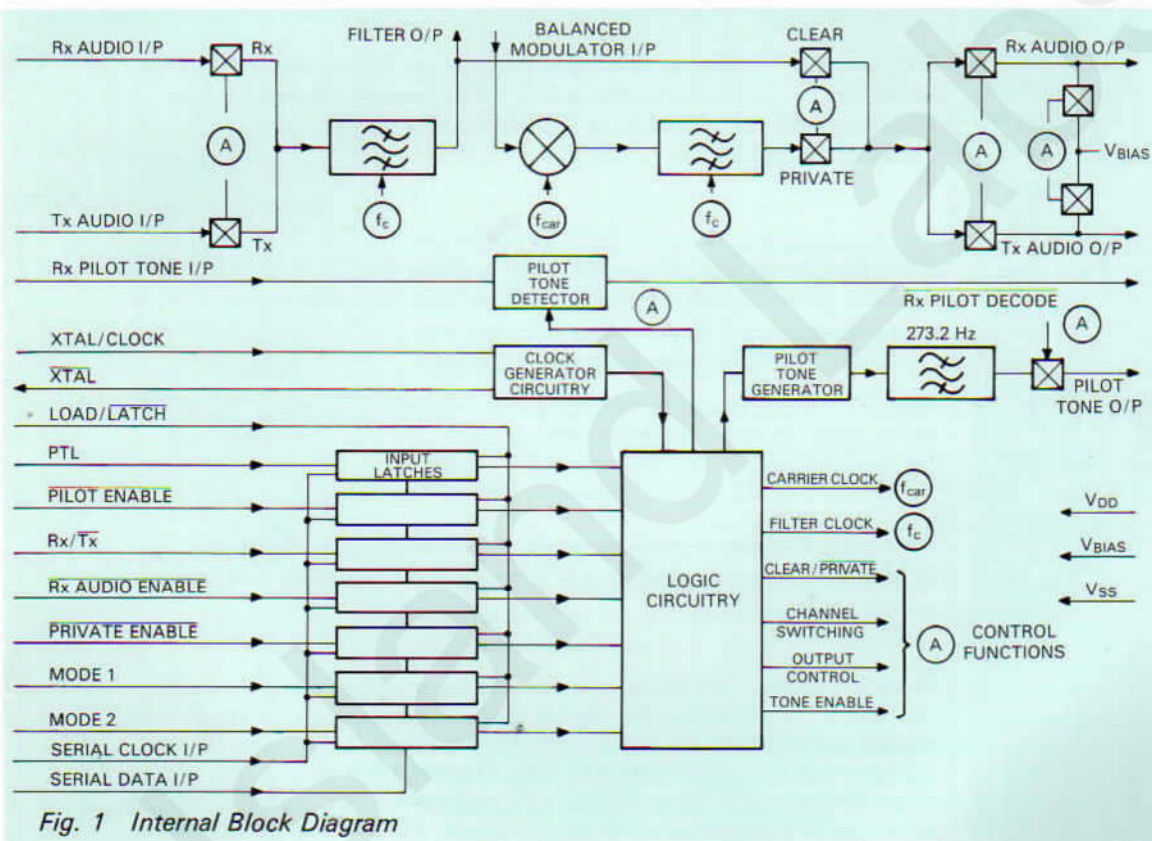 Rx AUDIO I/P
Rx
FILTER O/P
BALANCED
MODULATOR I/P
CLEAR
Rx AUDIO O/P
A
A
A
A
VBIAS
PRIVATE
fc
fcar
fc
Tx AUDIO I/P
Tx
Tx AUDIO O/P
Rx PILOT TONE I/P
PILOT
TONE
DETECTOR
A
Rx PILOT DECODE
A
XTAL/CLOCK
XTAL
CLOCK
GENERATOR
CIRCUITRY
PILOT
TONE
GENERATOR
273.2 Hz
PILOT
TONE O/P
LOAD/LATCH
PTL
INPUT
LATCHES
PILOT ENABLE
Rx/Tx
Rx AUDIO ENABLE
PRIVATE ENABLE
MODE 1
MODE 2
SERIAL CLOCK I/P
SERIAL DATA I/P
LOGIC
CIRCUITRY
CARRIER CLOCK
fcar
FILTER CLOCK
fc
CLEAR/PRIVATE
CHANNEL
SWITCHING
OUTPUT
CONTROL
TONE ENABLE
A
CONTROL
FUNCTIONS
VDD
VBIAS
VSS
Fig. 1 Internal Block Diagram